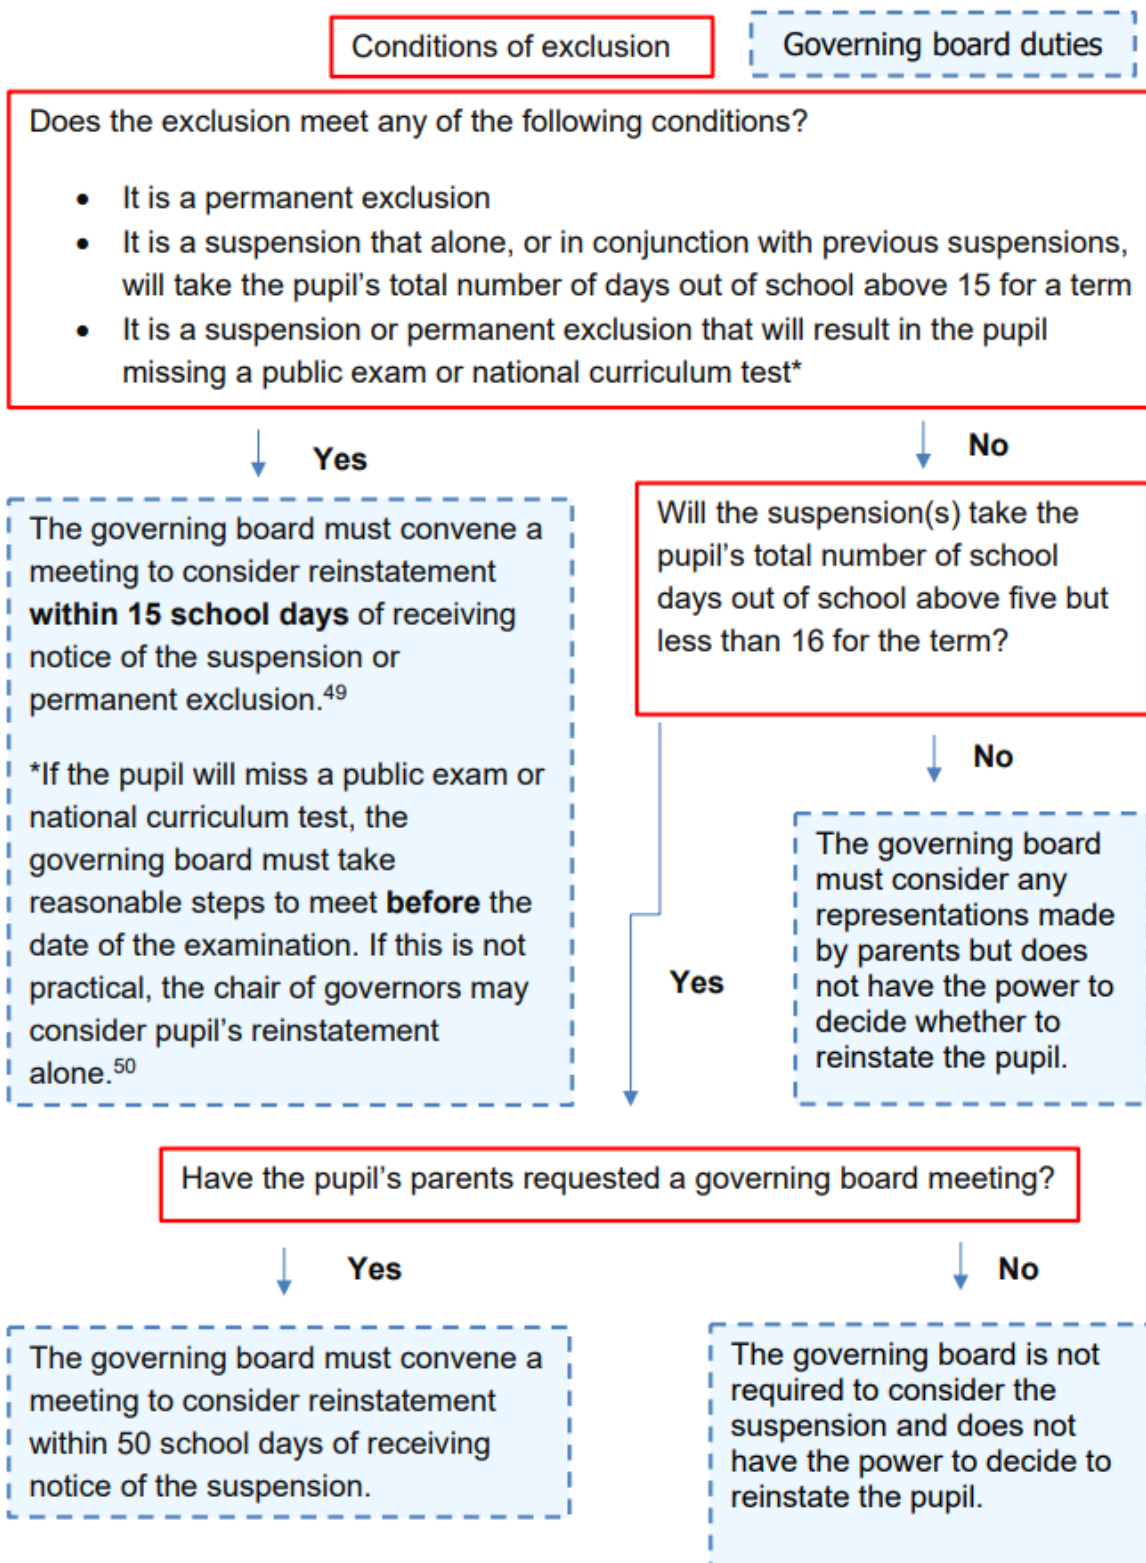 Conditions of exclusion
Governing board duties
Does the exclusion meet any of the following conditions?
• It is a permanent exclusion
• It is a suspension that alone, or in conjunction with previous suspensions,
will take the pupil’s total number of days out of school above 15 for a term
• It is a suspension or permanent exclusion that will result in the pupil
missing a public exam or national curriculum test*
Yes
No
The governing board must convene a
meeting to consider reinstatement
within 15 school days of receiving
notice of the suspension or
permanent exclusion.49
*If the pupil will miss a public exam or
national curriculum test, the
governing board must take
reasonable steps to meet before the
date of the examination. If this is not
practical, the chair of governors may
consider pupil’s reinstatement
alone.50
Will the suspension(s) take the
pupil’s total number of school
days out of school above five but
less than 16 for the term?
No
The governing board
must consider any
representations made
by parents but does
not have the power to
decide whether to
reinstate the pupil.
Yes
Have the pupil’s parents requested a governing board meeting?
Yes
No
The governing board must convene a
meeting to consider reinstatement
within 50 school days of receiving
notice of the suspension.
The governing board is not
required to consider the
suspension and does not
have the power to decide to
reinstate the pupil.